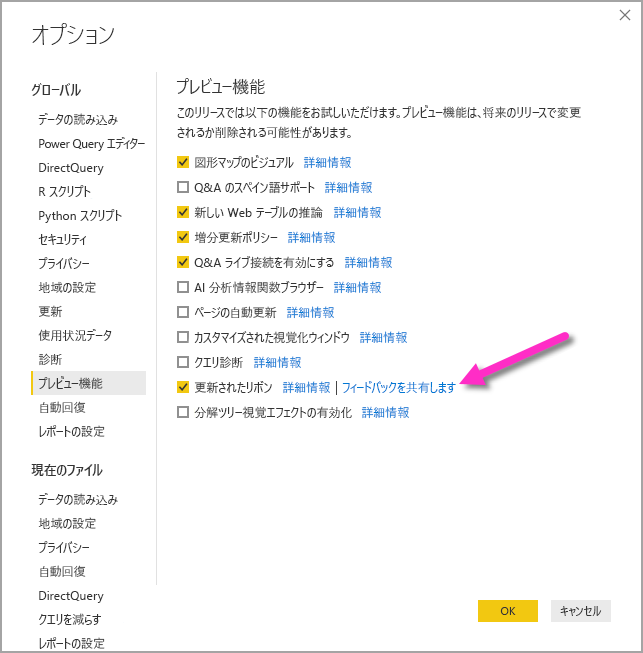 オプション
グローバル
データの読み込み
Power Query エディター
DirectQuery
R スクリプト
Python スクリプト
セキュリティ
プライバシー
地域の設定
更新
使用状況データ
診断
プレビュー機能
自動回復
レポートの設定
現在のファイル
データの読み込み
地域の設定
プライバシー
自動回復
DirectQuery
クエリを減らす
レポートの設定
プレビュー機能
このリリースでは以下の機能をお試しいただけます。プレビュー機能は、将来のリリースで変更
されるか削除される可能性があります。
図形マップのビジュアル 詳細情報
Q&A のスペイン語サポート 詳細情報
新しい Web テーブルの推論 詳細情報
増分更新ポリシー 詳細情報
Q&A ライブ接続を有効にする 詳細情報
AI 分析情報関数ブラウザー 詳細情報
ページの自動更新 詳細情報
カスタマイズされた視覚化ウィンドウ 詳細情報
クエリ診断 詳細情報
更新されたリボン 詳細情報 | フィードバックを共有します
分解ツリー視覚エフェクトの有効化 詳細情報
OK
キャンセル